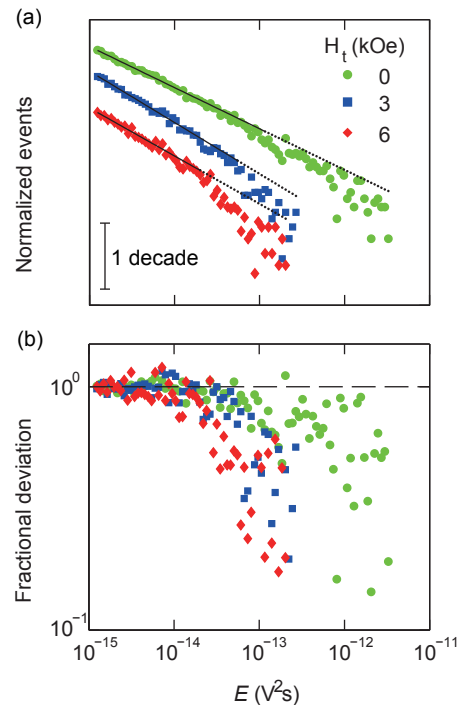 (a)
H_t (kOe)
0
3
6
Normalized events
1 decade
(b)
10^0
Fractional deviation
10^−1
10^−15 10^−14 10^−13 10^−12 10^−11
E (V^2s)